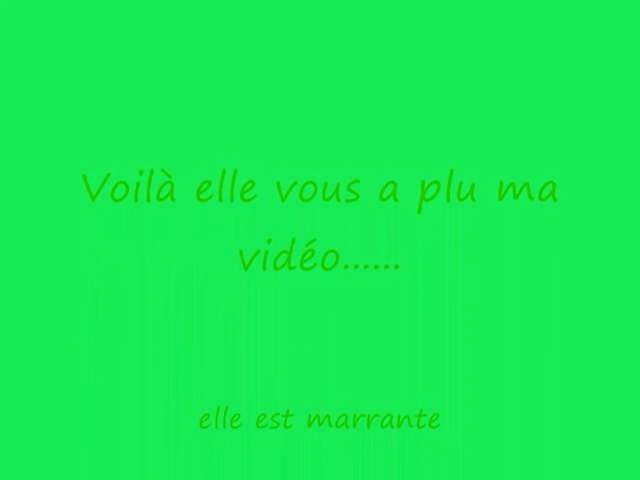 Voilà elle vous a plu ma
vidéo......
elle est marrante